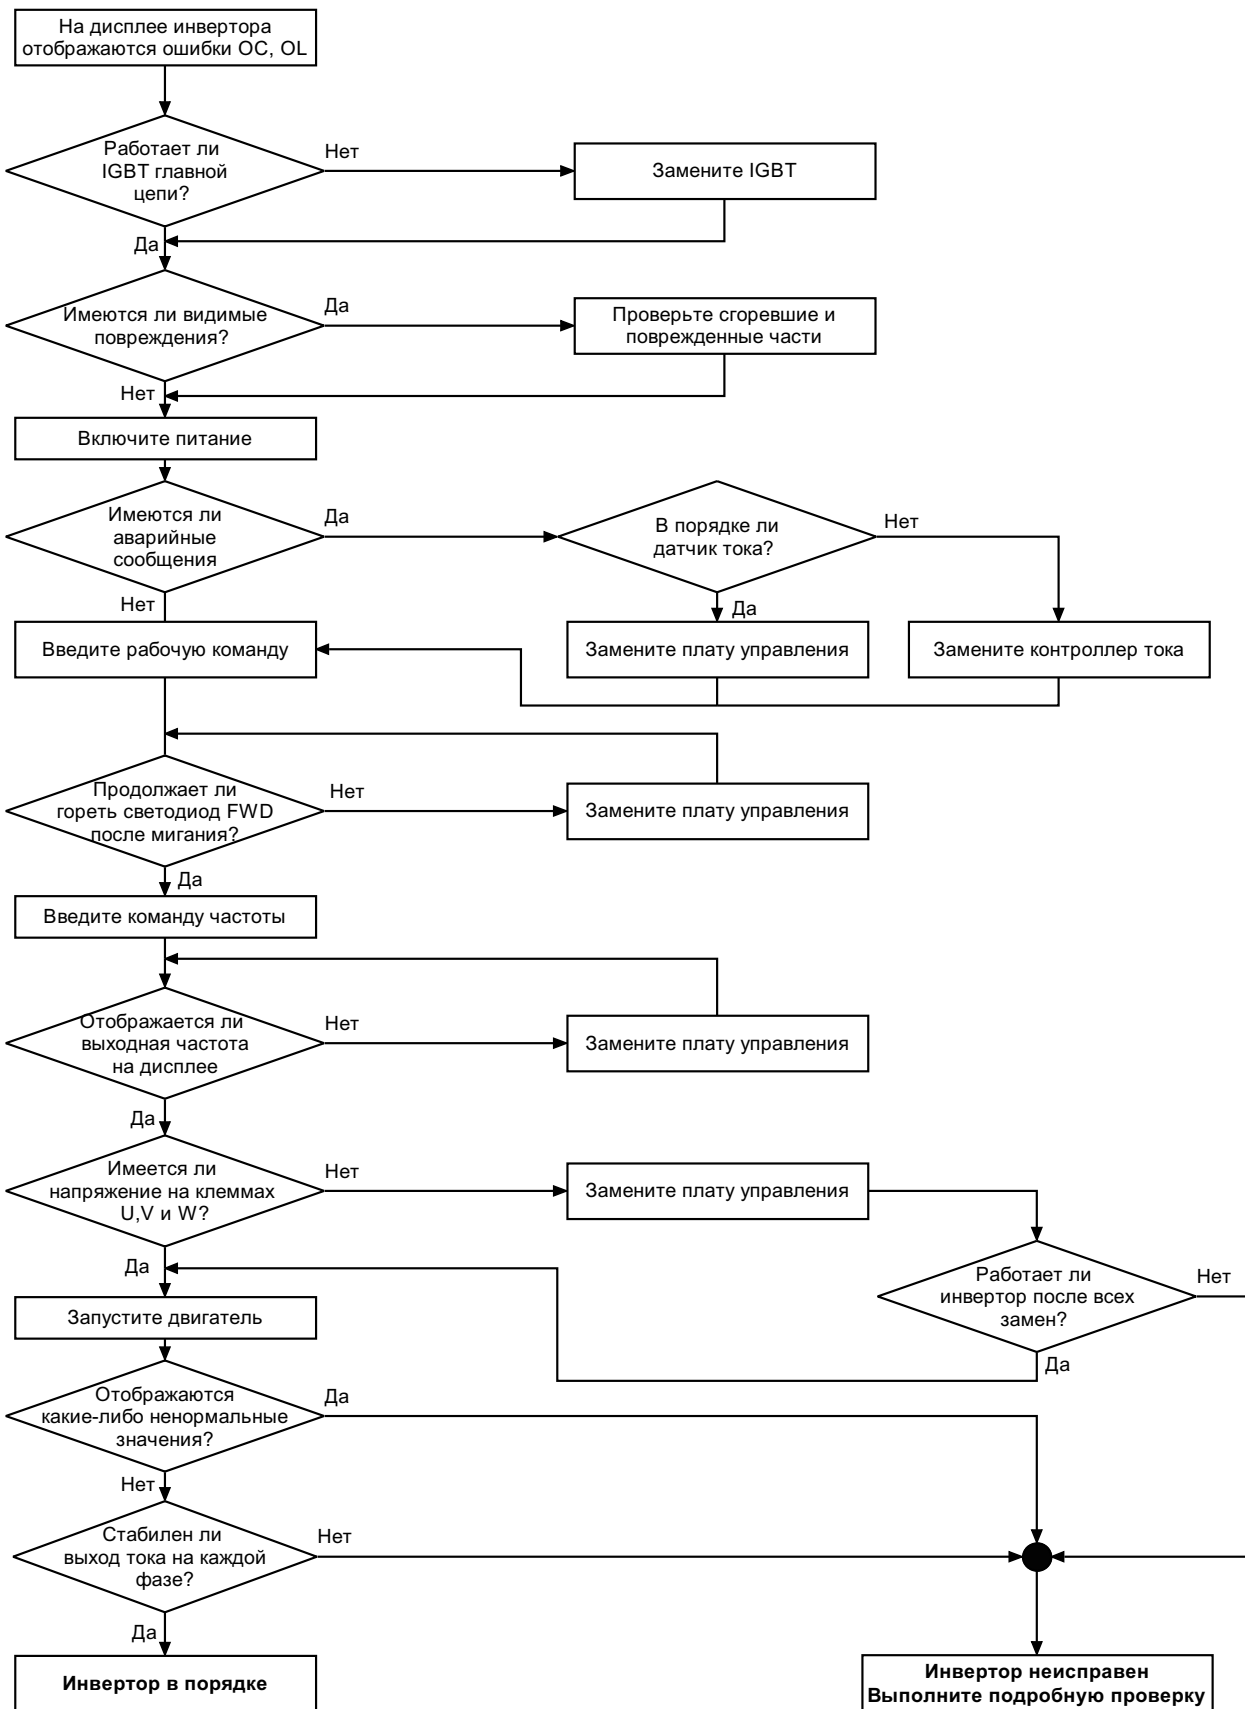 На дисплее инвертора
отображаются ошибки OC, OL
Работает ли
IGBT главной
цепи?
Нет
Замените IGBT
Да
Имеются ли видимые
повреждения?
Да
Проверьте сгоревшие и
поврежденные части
Нет
Включите питание
Имеются ли
аварийные
сообщения
Да
В порядке ли
датчик тока?
Нет
Нет
Да
Введите рабочую команду
Замените плату управления
Замените контроллер тока
Продолжает ли
гореть светодиод FWD
после мигания?
Нет
Замените плату управления
Да
Введите команду частоты
Отображается ли
выходная частота
на дисплее
Нет
Замените плату управления
Да
Имеется ли
напряжение на клеммах
U,V и W?
Нет
Замените плату управления
Да
Работает ли
инвертор после всех
замен?
Нет
Да
Запустите двигатель
Отображаются
какие-либо ненормальные
значения?
Да
Нет
Стабилен ли
выход тока на каждой
фазе?
Нет
Да
Инвертор в порядке
Инвертор неисправен
Выполните подробную проверку